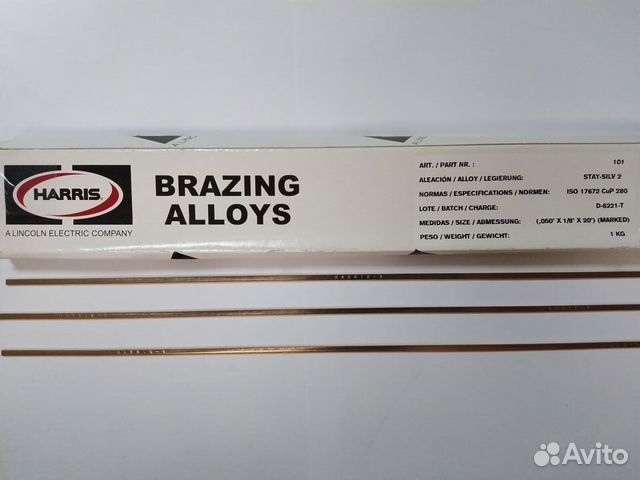 HARRIS
A LINCOLN ELECTRIC COMPANY
BRAZING
ALLOYS
ART. / PART NR. : 101
ALEACIÓN / ALLOY / LEGIERUNG: STAY-SILV 2
NORMAS / ESPECIFICATIONS / NORMEN: ISO 17672 CuP 280
LOTE / BATCH / CHARGE: D-6221-T
MEDIDAS / SIZE / ABMESSUNG: (,050" X 1/8" X 20") (MARKED)
PESO / WEIGHT / GEWICHT: 1 KG
Avito